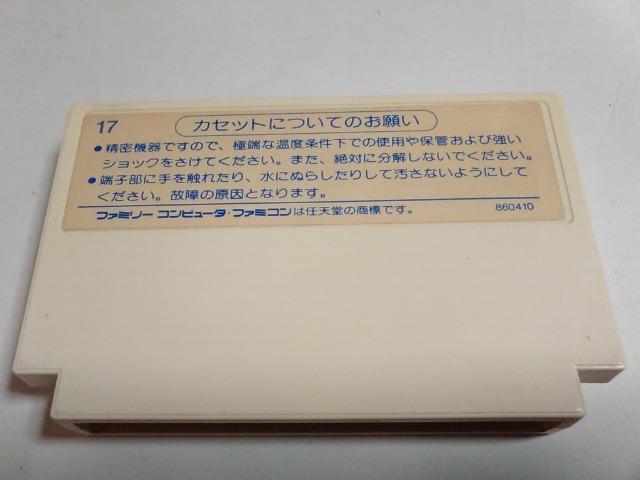 17 カセットについてのお願い
●精密機器ですので、極端な温度条件下での使用や保管および強い
ショックをさけてください。また、絶対に分解しないでください。
●端子部に手を触れたり、水にぬらしたりして汚さないようにして
ください。故障の原因となります。
ファミリー コンピュータ・ファミコンは任天堂の商標です。 860410